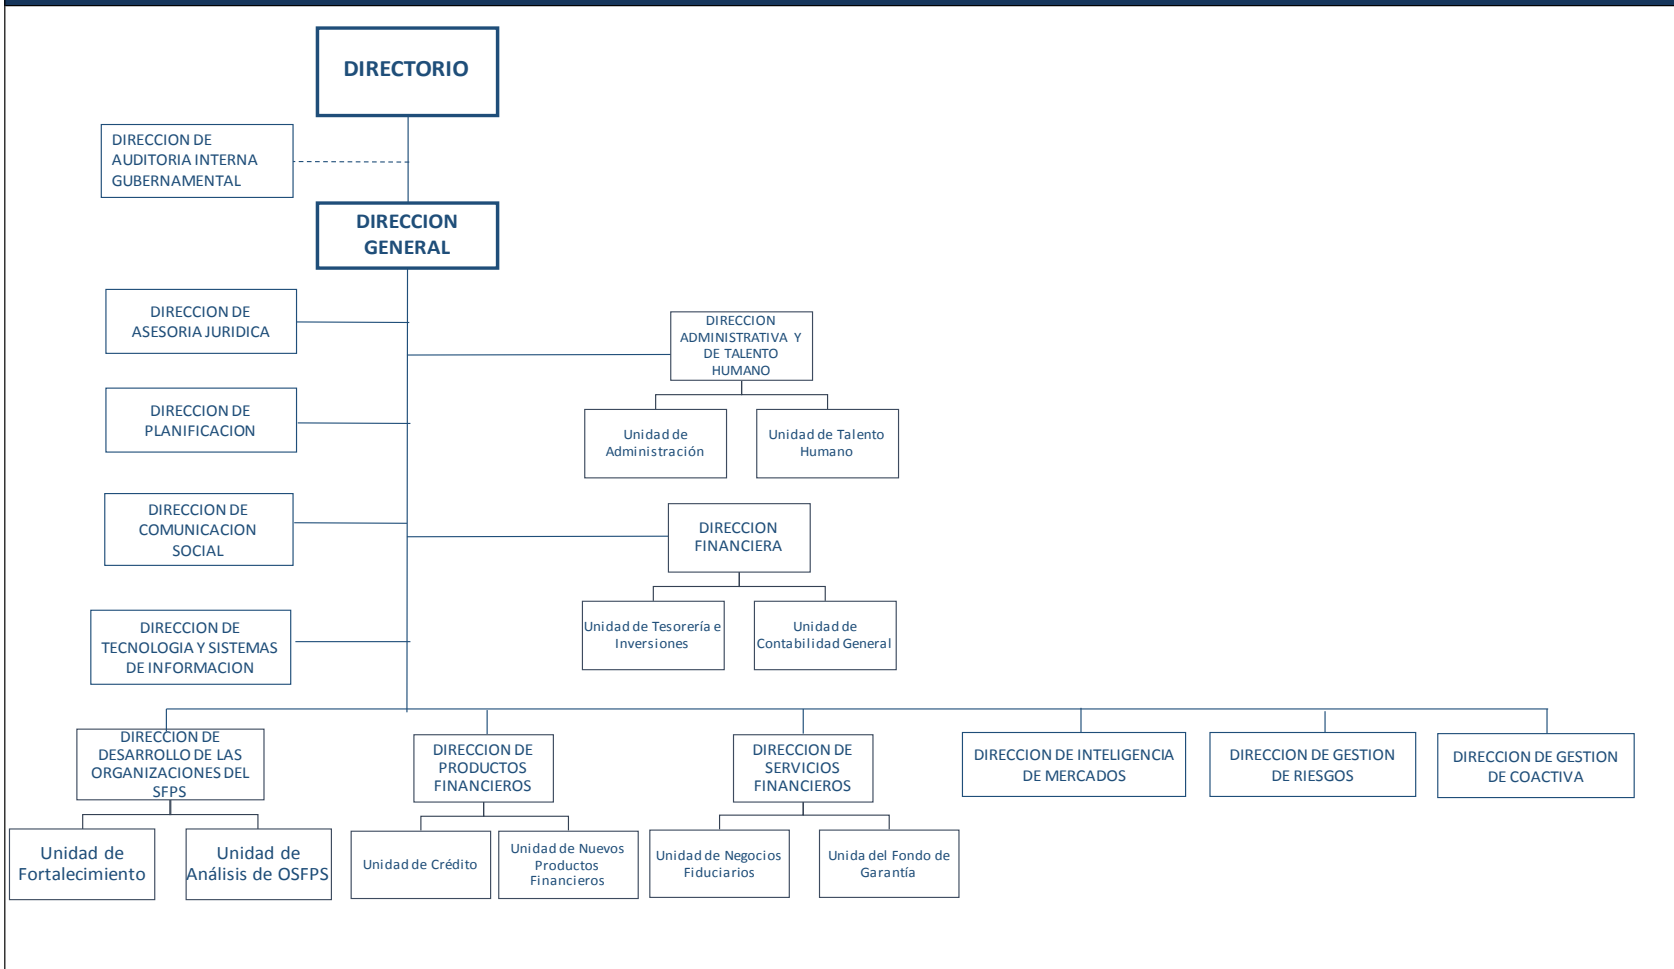 DIRECTORIO
DIRECCION DE
AUDITORIA INTERNA
GUBERNAMENTAL
DIRECCION
GENERAL
DIRECCION DE
ASESORIA JURIDICA
DIRECCION
ADMINISTRATIVA Y
DE TALENTO
HUMANO
DIRECCION DE
PLANIFICACION
Unidad de
Administración
Unidad de Talento
Humano
DIRECCION DE
COMUNICACION
SOCIAL
DIRECCION
FINANCIERA
DIRECCION DE
TECNOLOGIA Y SISTEMAS
DE INFORMACION
Unidad de Tesorería e
Inversiones
Unidad de
Contabilidad General
DIRECCION DE
DESARROLLO DE LAS
ORGANIZACIONES DEL
SFPS
DIRECCION DE
PRODUCTOS
FINANCIEROS
DIRECCION DE
SERVICIOS
FINANCIEROS
DIRECCION DE INTELIGENCIA
DE MERCADOS
DIRECCION DE GESTION
DE RIESGOS
DIRECCION DE GESTION
DE COACTIVA
Unidad de
Fortalecimiento
Unidad de
Análisis de OSFPS
Unidad de Crédito
Unidad de Nuevos
Productos
Financieros
Unidad de Negocios
Fiduciarios
Unida del Fondo de
Garantía